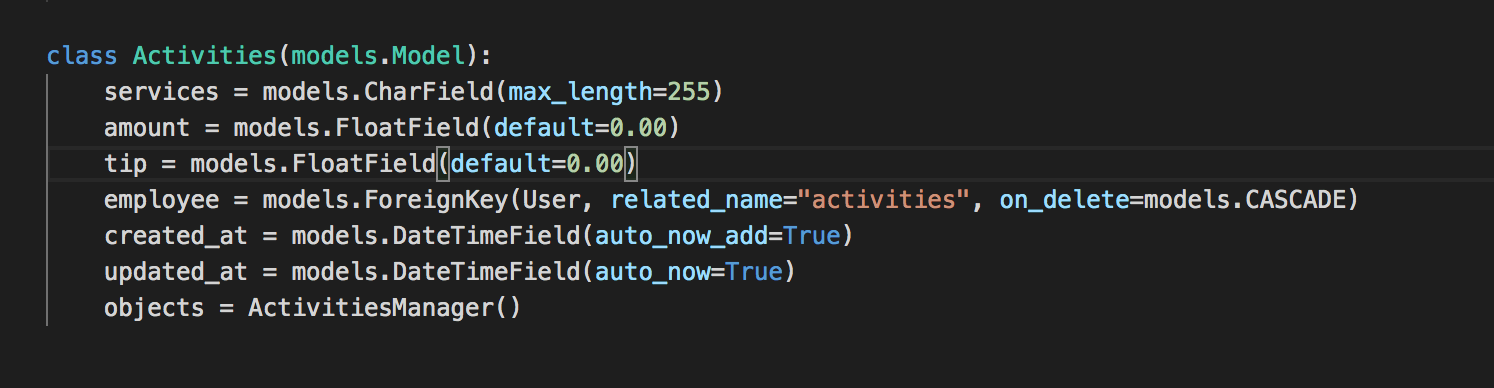 class Activities(models.Model):
    services = models.CharField(max_length=255)
    amount = models.FloatField(default=0.00)
    tip = models.FloatField(default=0.00)
    employee = models.ForeignKey(User, related_name="activities", on_delete=models.CASCADE)
    created_at = models.DateTimeField(auto_now_add=True)
    updated_at = models.DateTimeField(auto_now=True)
    objects = ActivitiesManager()